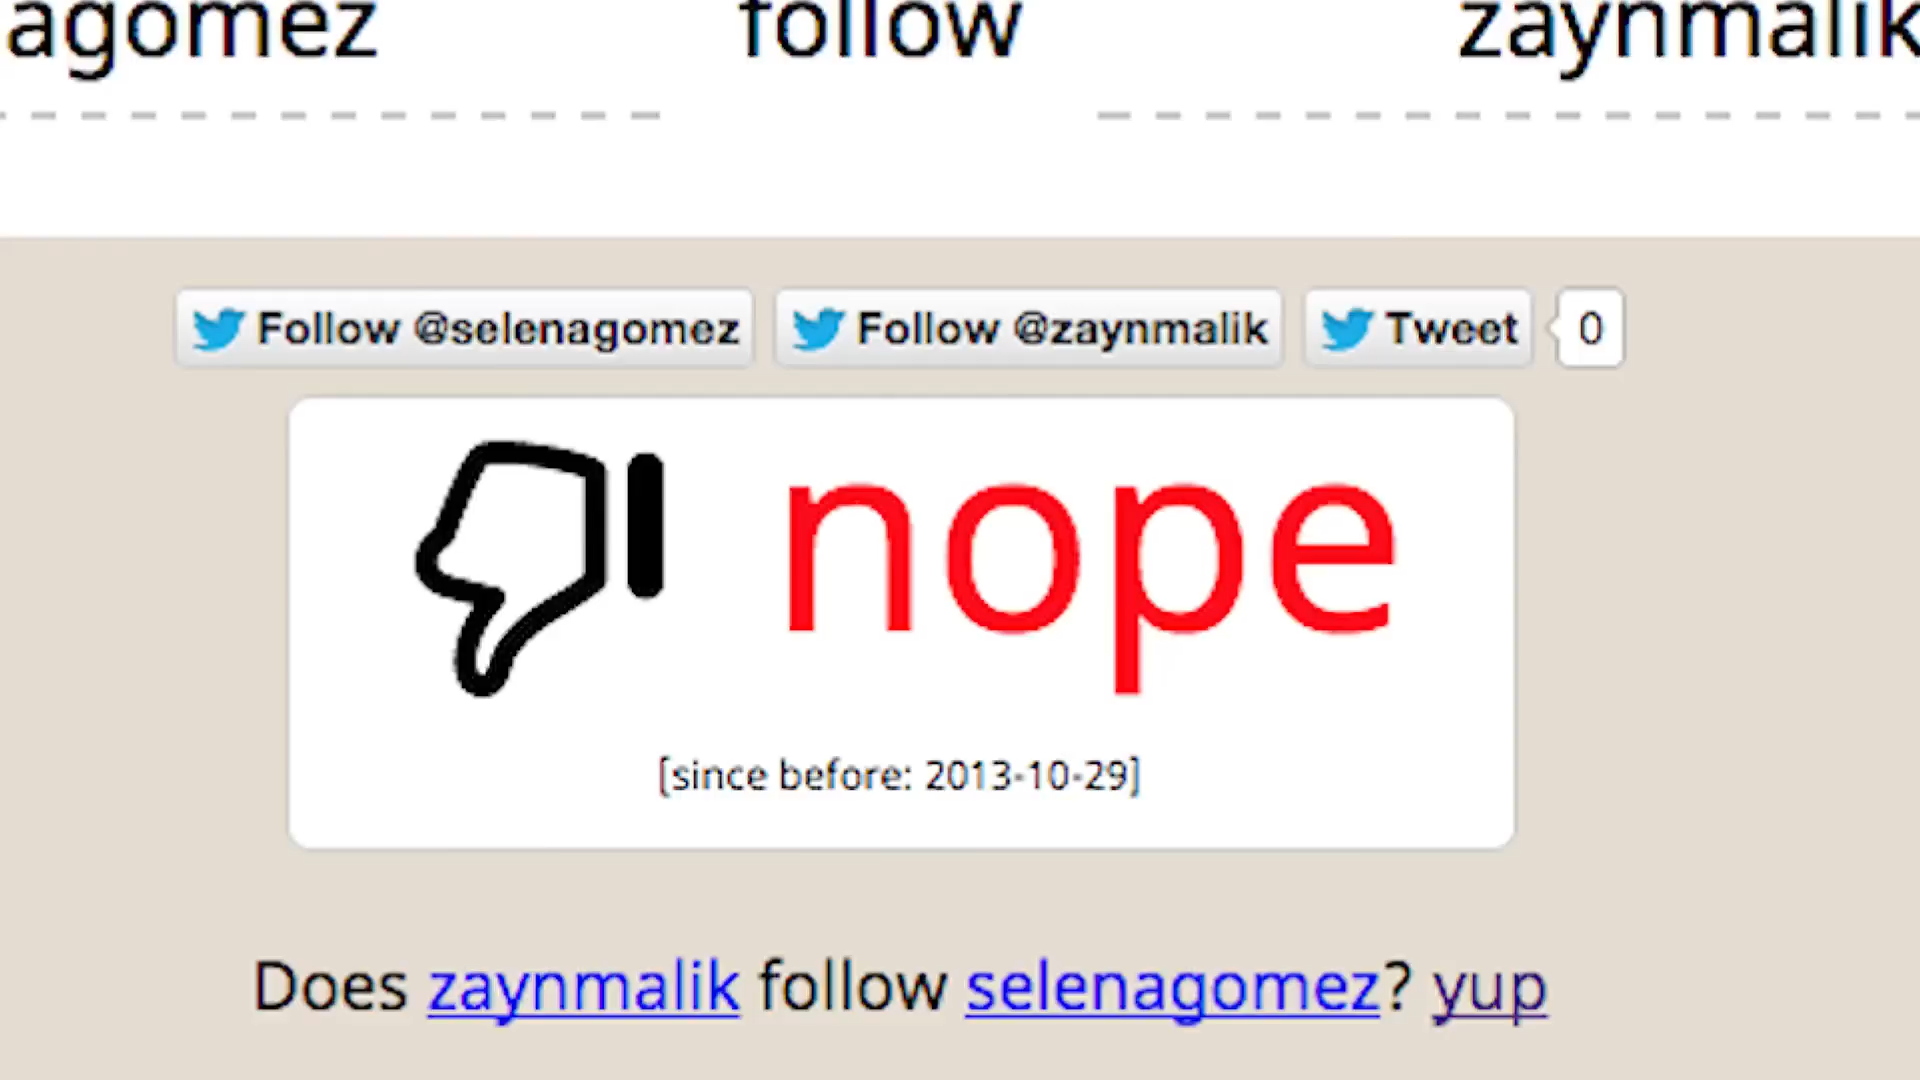 agomez follow zaynmalik
Follow @selenagomez Follow @zaynmalik Tweet 0
nope
[since before: 2013-10-29]
Does zaynmalik follow selenagomez? yup